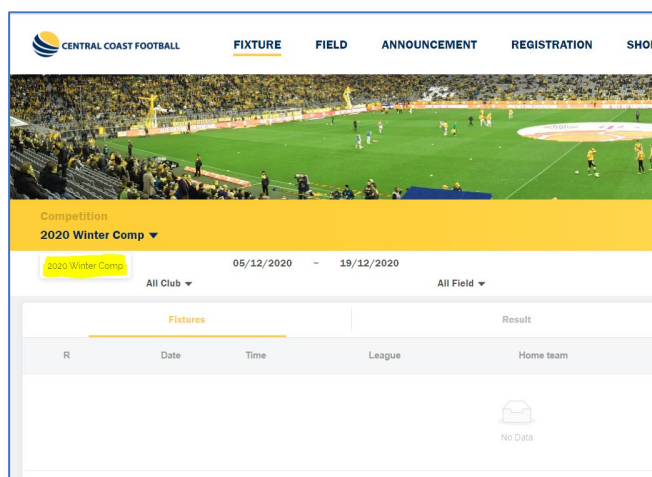 CENTRAL COAST FOOTBALL FIXTURE FIELD ANNOUNCEMENT REGISTRATION SHO
Competition
2020 Winter Comp
2020 Winter Comp 05/12/2020 - 19/12/2020
All Club All Field
Fixtures Result
R Date Time League Home team
No Data